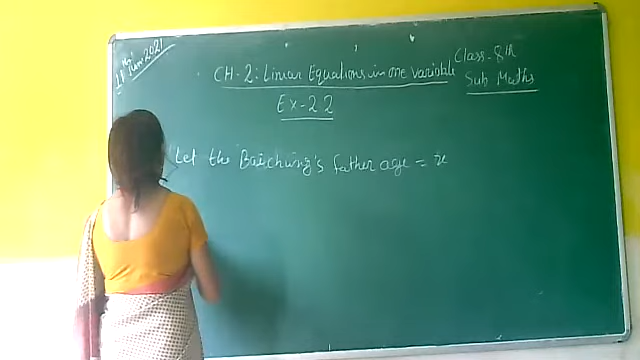 11 Jun 2021
CH-2: Linear Equations in one Variable
Class-8th
Sub Maths
Ex-2.2
Let the Baichung's father age = x